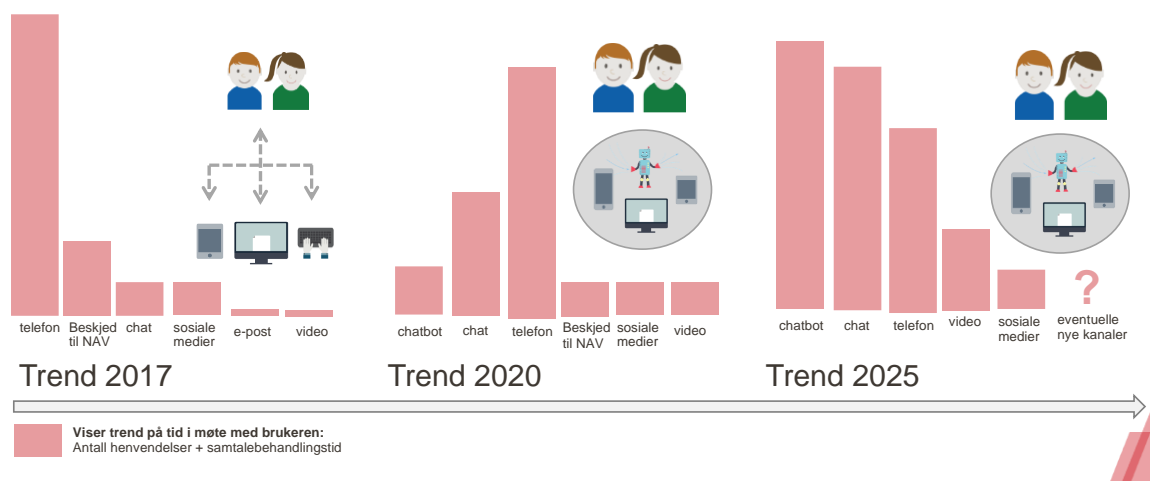 telefon
Beskjed
til NAV
chat
sosiale
medier
e-post
video
Trend 2017
chatbot
chat
telefon
Beskjed
til NAV
sosiale
medier
video
Trend 2020
chatbot
chat
telefon
video
sosiale
medier
?
eventuelle
nye kanaler
Trend 2025
Viser trend på tid i møte med brukeren:
Antall henvendelser + samtalebehandlingstid